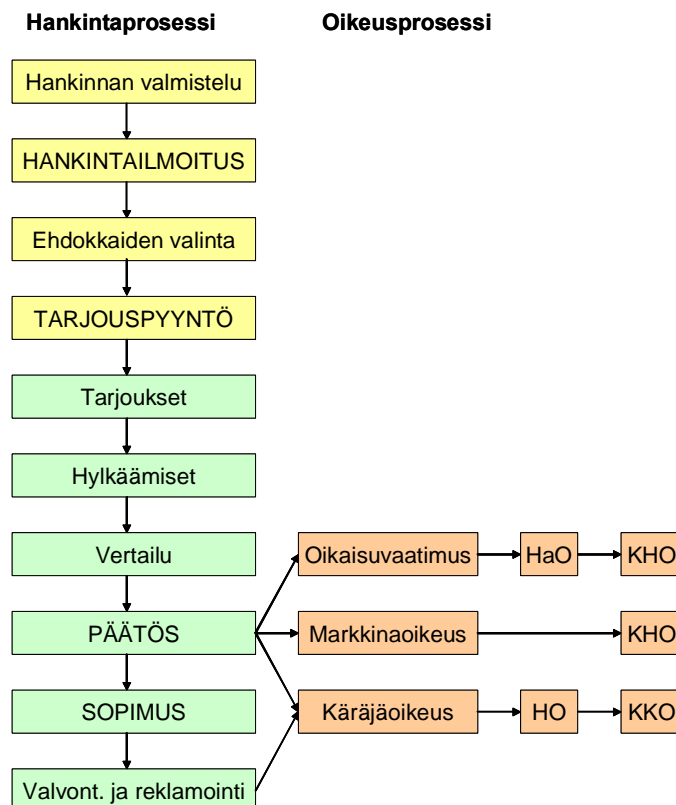 Hankintaprosessi
Oikeusprosessi
Hankinnan valmistelu
HANKINTAILMOITUS
Ehdokkaiden valinta
TARJOUSPYYNTÖ
Tarjoukset
Hylkäämiset
Vertailu
Oikaisuvaatimus
HaO
KHO
PÄÄTÖS
Markkinaoikeus
KHO
SOPIMUS
Käräjäoikeus
HO
KKO
Valvont. ja reklamointi